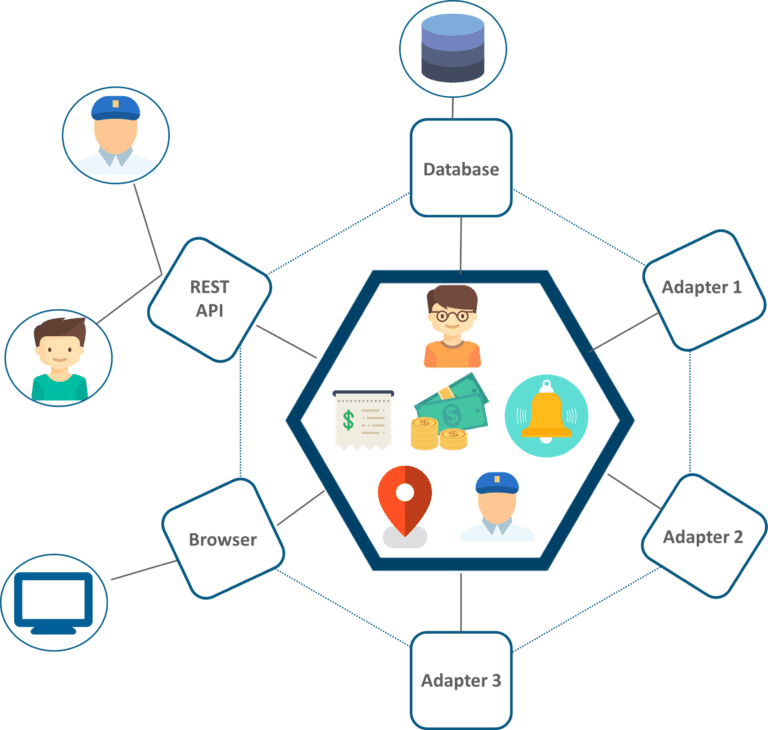 Database
REST
API
Adapter 1
$
$
$
$
Browser
Adapter 2
Adapter 3